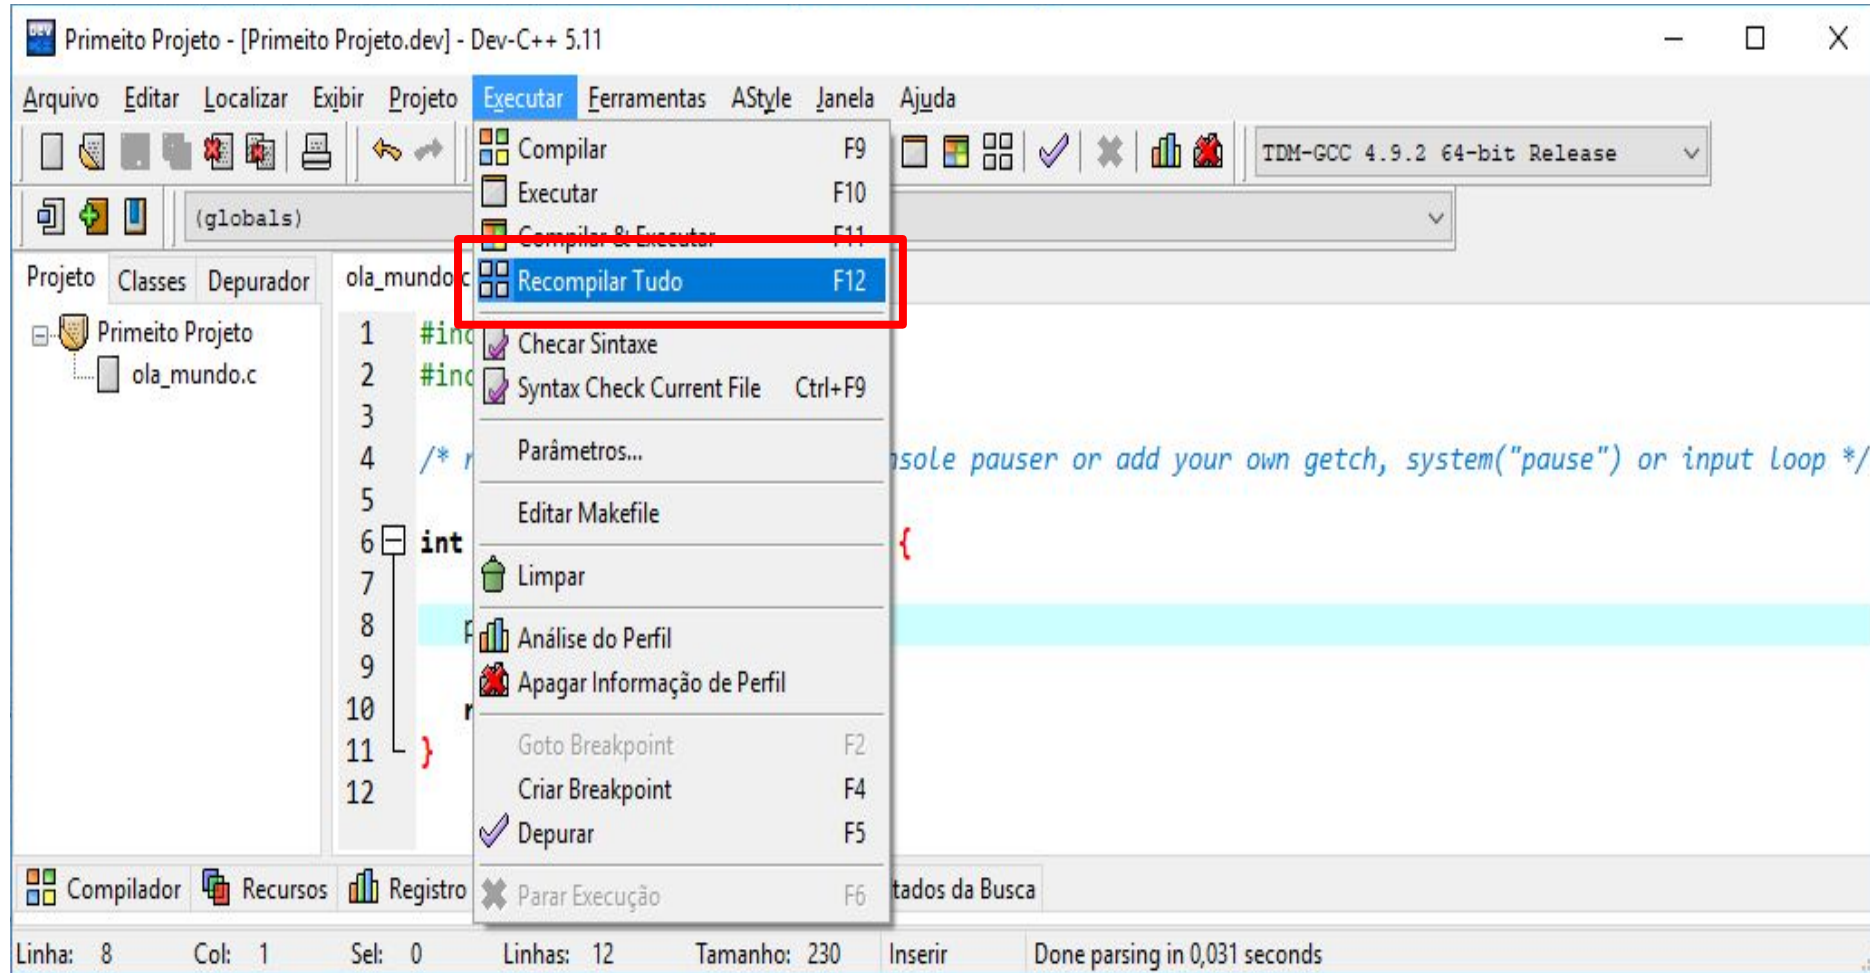 Primeito Projeto - [Primeito Projeto.dev] - Dev-C++ 5.11
Arquivo Editar Localizar Exibir Projeto Executar Ferramentas AStyle Janela Ajuda
TDM-GCC 4.9.2 64-bit Release
(globals)
Projeto Classes Depurador
Primeito Projeto
ola_mundo.c
ola_mundo.c
Compilar F9
Executar F10
Compilar & Executar F11
Recompilar Tudo F12
Checar Sintaxe
Syntax Check Current File Ctrl+F9
Parâmetros...
Editar Makefile
Limpar
Análise do Perfil
Apagar Informação de Perfil
Goto Breakpoint F2
Criar Breakpoint F4
Depurar F5
Parar Execução F6
1 #inc
2 #inc
3
4 /* r nsole pauser or add your own getch, system("pause") or input loop */
5
6 int {
7
8 p
9
10 r
11 }
12
Compilador Recursos Registro tados da Busca
Linha: 8 Col: 1 Sel: 0 Linhas: 12 Tamanho: 230 Inserir Done parsing in 0,031 seconds